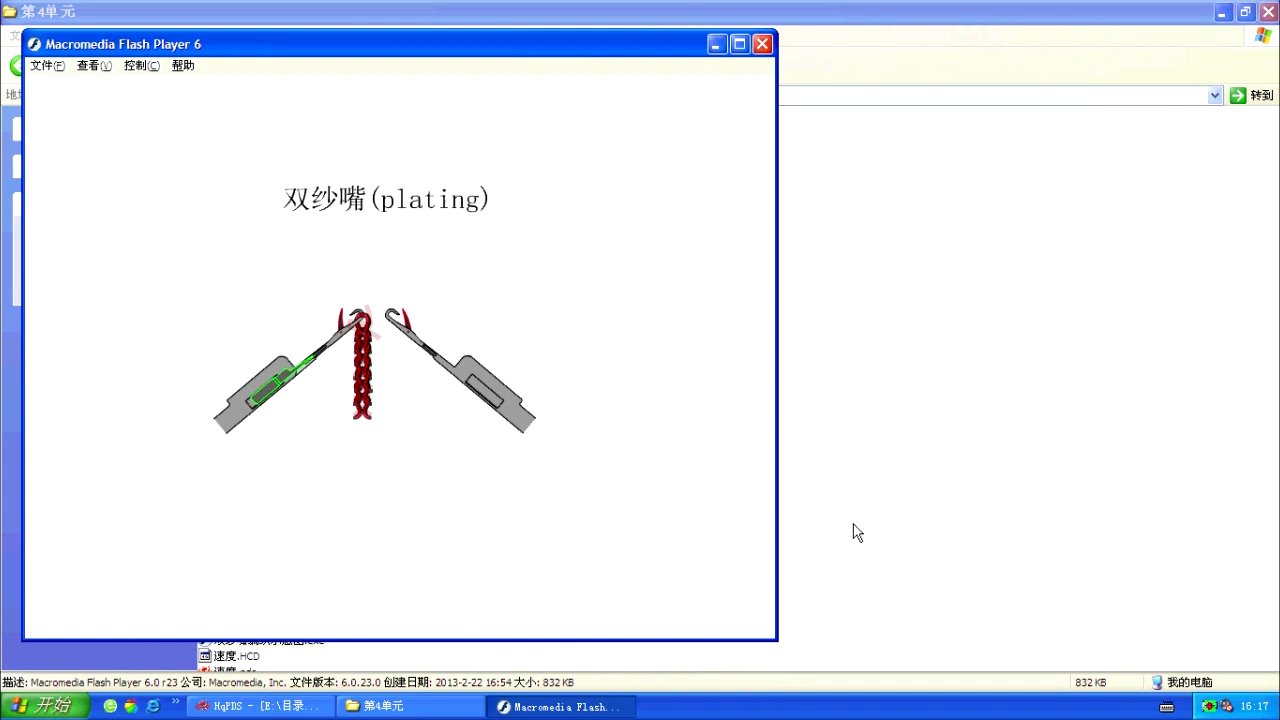 第4单元
Macromedia Flash Player 6
文件(F) 查看(V) 控制(C) 帮助
转到
双纱嘴(plating)
速度.HCD
描述: Macromedia Flash Player 6.0 r23 公司: Macromedia, Inc. 文件版本: 6.0.23.0 创建日期: 2013-2-22 16:54 大小: 832 KB
832 KB
我的电脑
开始
HqPDS - [E:\目录...
第4单元
Macromedia Flash...
16:17